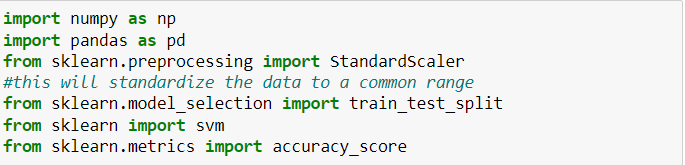 import numpy as np
import pandas as pd
from sklearn.preprocessing import StandardScaler
#this will standardize the data to a common range
from sklearn.model_selection import train_test_split
from sklearn import svm
from sklearn.metrics import accuracy_score